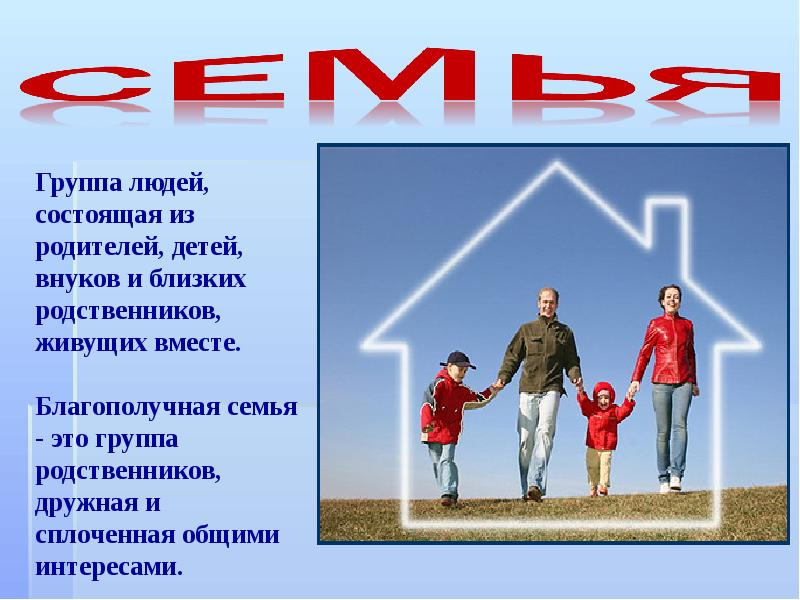 семья
Группа людей,
состоящая из
родителей, детей,
внуков и близких
родственников,
живущих вместе.
Благополучная семья
- это группа
родственников,
дружная и
сплоченная общими
интересами.